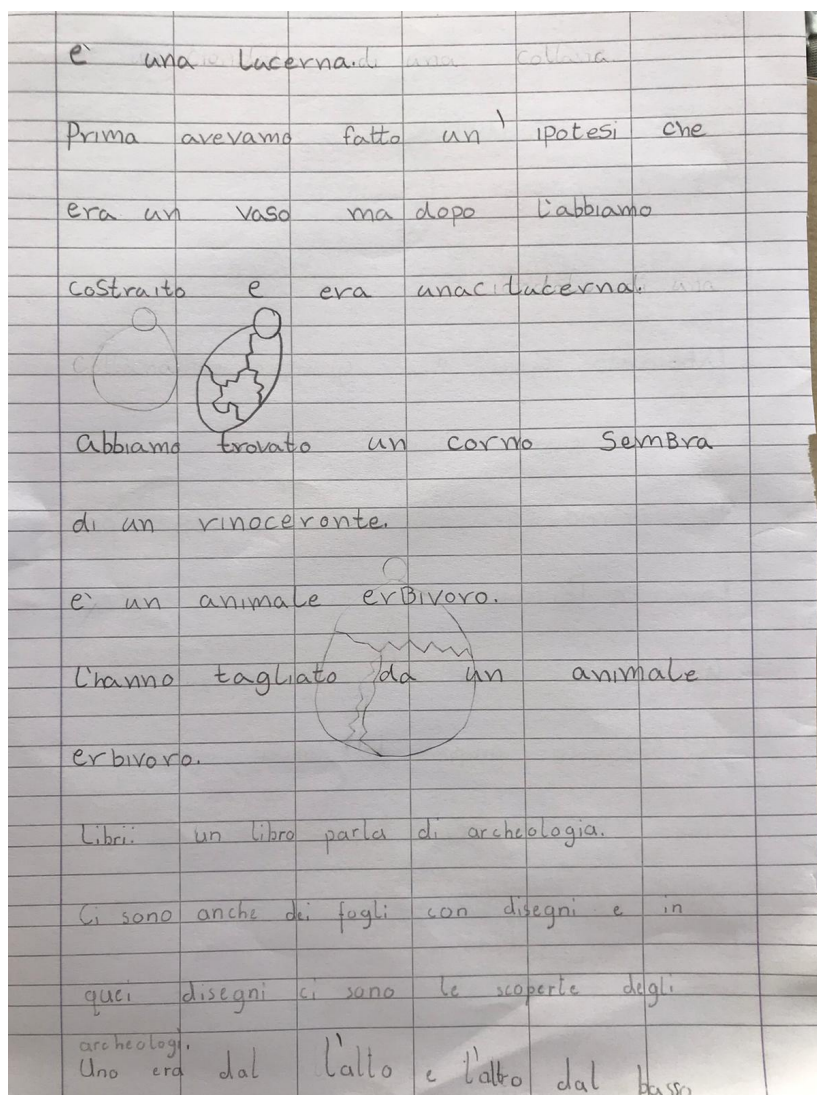 e' una lucerna.
Prima avevamo fatto un' ipotesi che
era un vaso ma dopo l'abbiamo
costraito e era una lucerna.
abbiamo trovato un corno semBra
di un rinoceronte.
e' un animale erBivoro.
l'hanno tagliato da un animale
erbivoro.
Libri: un libro parla di archeologia.
Ci sono anche dei fogli con disegni e in
quei disegni ci sono le scoperte degli
archeologi.
Uno era dal l'alto e l'altro dal basso